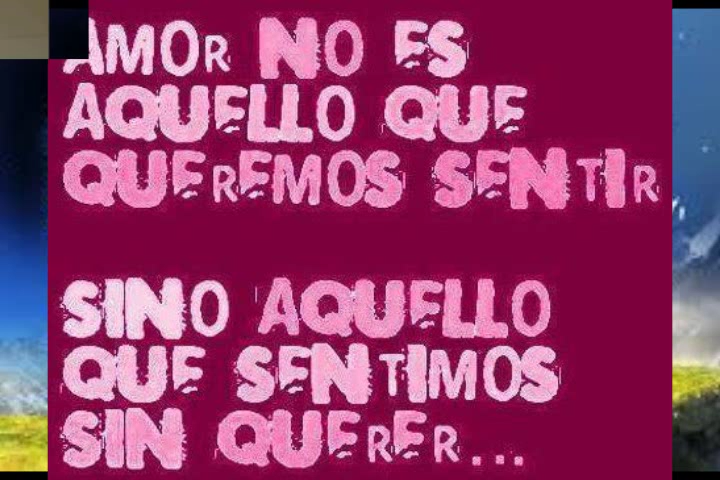 AMOR NO ES
AQUELLO QUE
QUEREMOS SENTIR
SINO AQUELLO
QUE SENTIMOS
SIN QUERER...